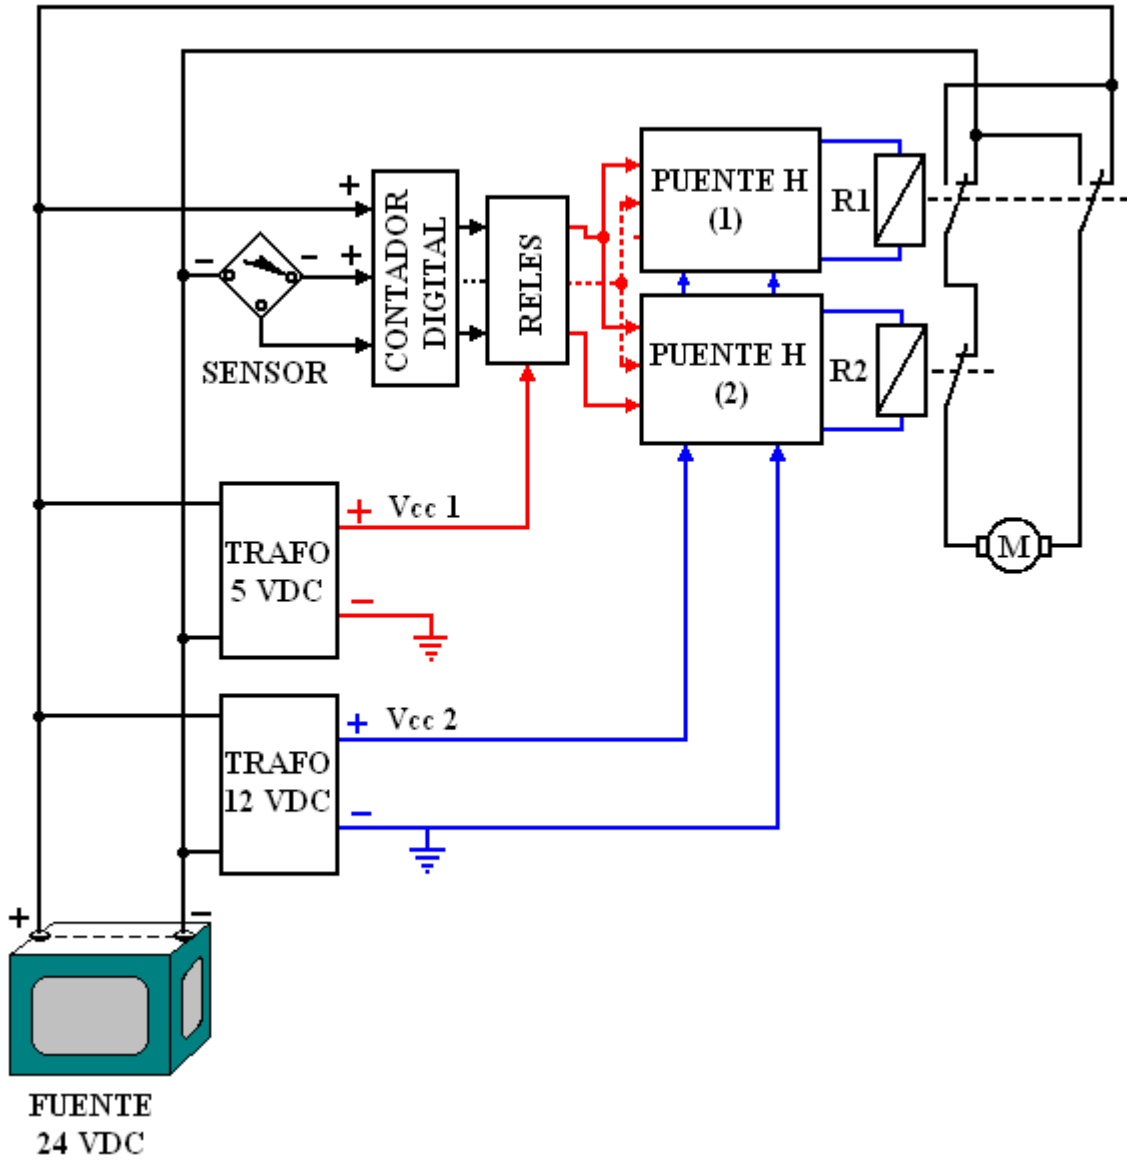 PUENTE H
(1)
R1
CONTADOR
DIGITAL
RELES
+
+
-
-
SENSOR
PUENTE H
(2)
R2
+ Vcc 1
TRAFO
5 VDC
-
M
+ Vcc 2
TRAFO
12 VDC
-
+
-
FUENTE
24 VDC